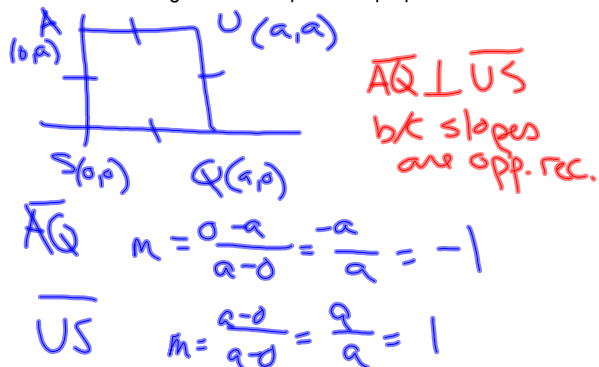 A
(0,a)
U (a,a)
S(0,0)
Q(a,0)
AQ ⊥ US
b/c slopes
are opp. rec.
AQ m = 0-a/a-0 = -a/a = -1
US m = a-0/a-0 = a/a = 1